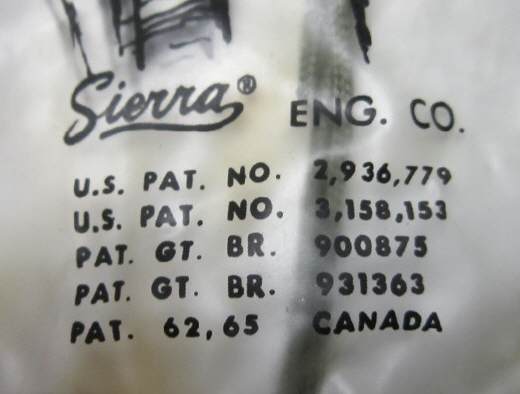 Sierra® ENG. CO.
U.S. PAT. NO. 2,936,779
U.S. PAT. NO. 3,158,153
PAT. GT. BR. 900875
PAT. GT. BR. 931363
PAT. 62,65 CANADA